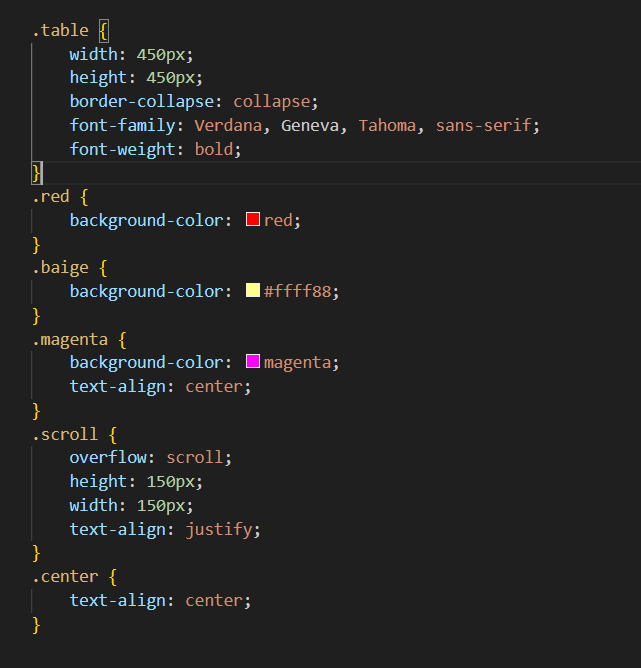 .table {
    width: 450px;
    height: 450px;
    border-collapse: collapse;
    font-family: Verdana, Geneva, Tahoma, sans-serif;
    font-weight: bold;
}
.red {
    background-color: red;
}
.baige {
    background-color: #ffff88;
}
.magenta {
    background-color: magenta;
    text-align: center;
}
.scroll {
    overflow: scroll;
    height: 150px;
    width: 150px;
    text-align: justify;
}
.center {
    text-align: center;
}